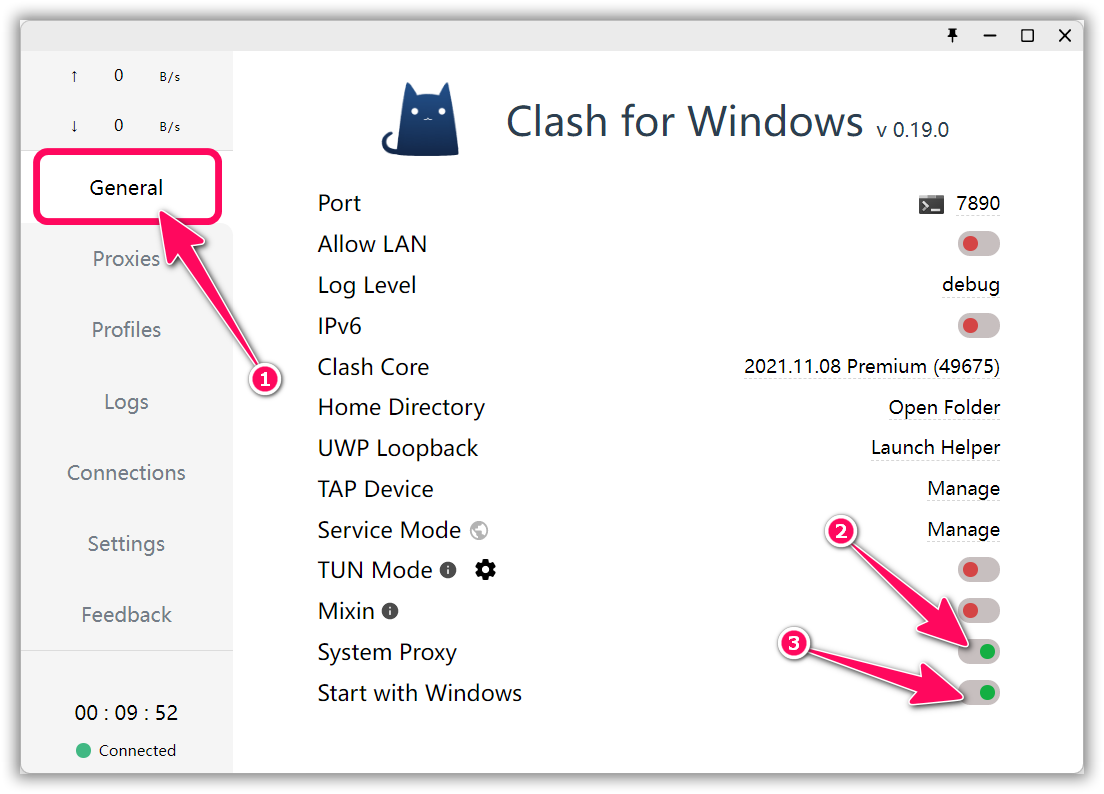 ↑ 0 B/s
↓ 0 B/s
General
Proxies
Profiles
Logs
Connections
Settings
Feedback
00 : 09 : 52
Connected
Clash for Windows v 0.19.0
Port 7890
Allow LAN
Log Level debug
IPv6
Clash Core 2021.11.08 Premium (49675)
Home Directory Open Folder
UWP Loopback Launch Helper
TAP Device Manage
Service Mode Manage
TUN Mode
Mixin
System Proxy
Start with Windows
1
2
3